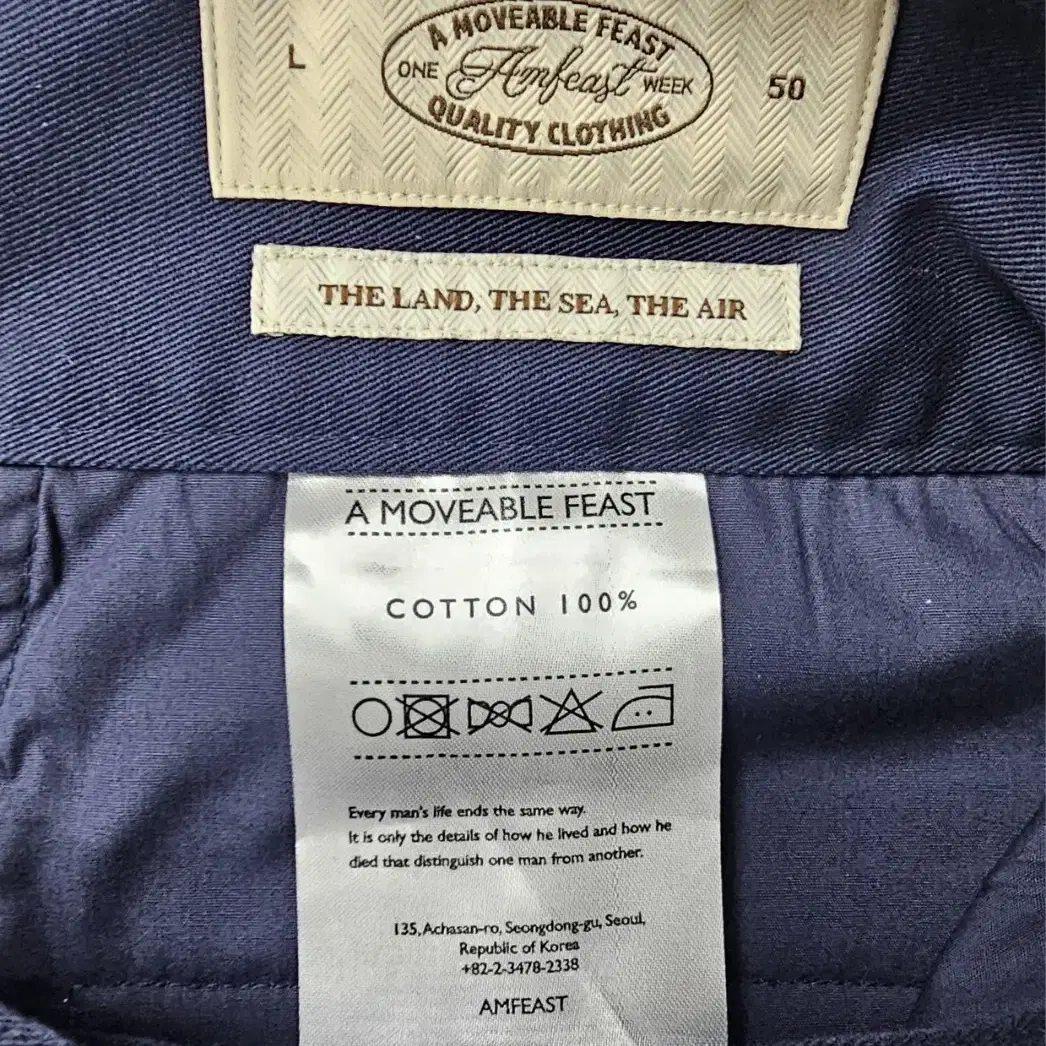 A MOVEABLE FEAST
L
ONE Amfeast WEEK
50
QUALITY CLOTHING
THE LAND, THE SEA, THE AIR
A MOVEABLE FEAST
COTTON 100%
Every man's life ends the same way.
It is only the details of how he lived and how he
died that distinguish one man from another.
135, Achasan-ro, Seongdong-gu, Seoul,
Republic of Korea
+82-2-3478-2338
AMFEAST